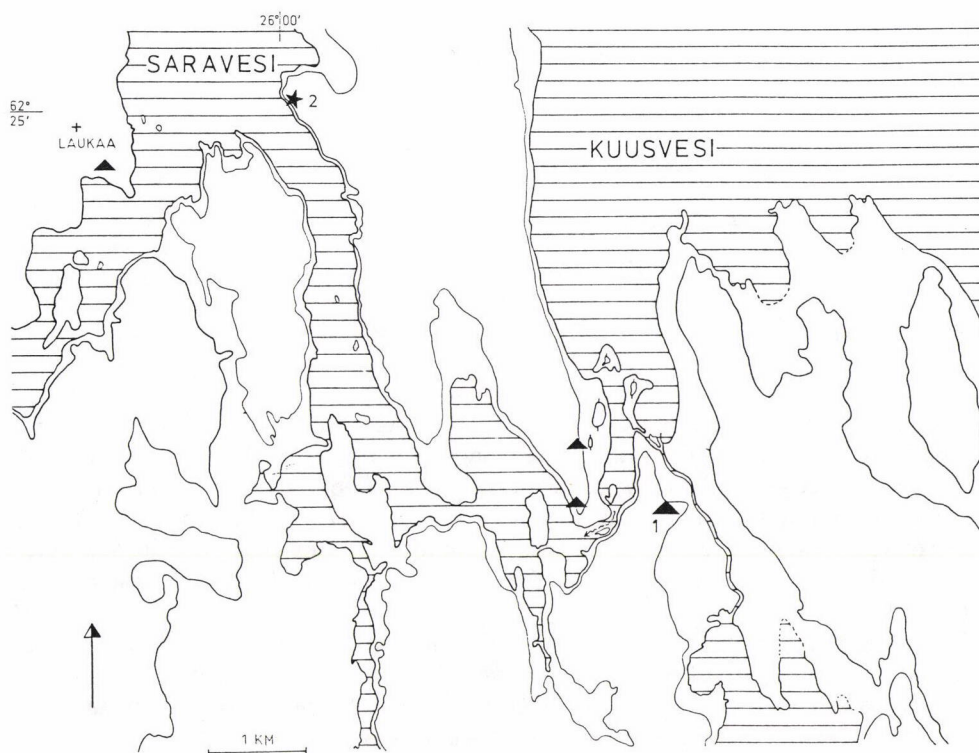 26°00'
SARAVESI
2
62°
25'
+
LAUKAA
KUUSVESI
1
1 KM